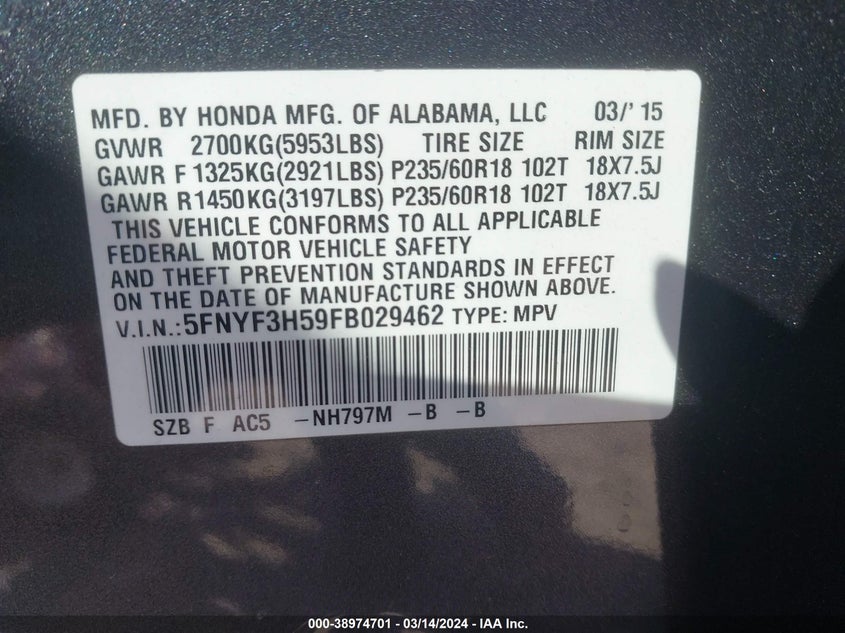 MFD. BY HONDA MFG. OF ALABAMA, LLC 03/' 15
GVWR 2700KG(5953LBS) TIRE SIZE RIM SIZE
GAWR F 1325KG(2921LBS) P235/60R18 102T 18X7.5J
GAWR R1450KG(3197LBS) P235/60R18 102T 18X7.5J
THIS VEHICLE CONFORMS TO ALL APPLICABLE
FEDERAL MOTOR VEHICLE SAFETY
AND THEFT PREVENTION STANDARDS IN EFFECT
ON THE DATE OF MANUFACTURE SHOWN ABOVE.
V.I.N.:5FNYF3H59FB029462 TYPE: MPV
SZB F AC5 -NH797M -B -B
000-38974701 - 03/14/2024 - IAA Inc.